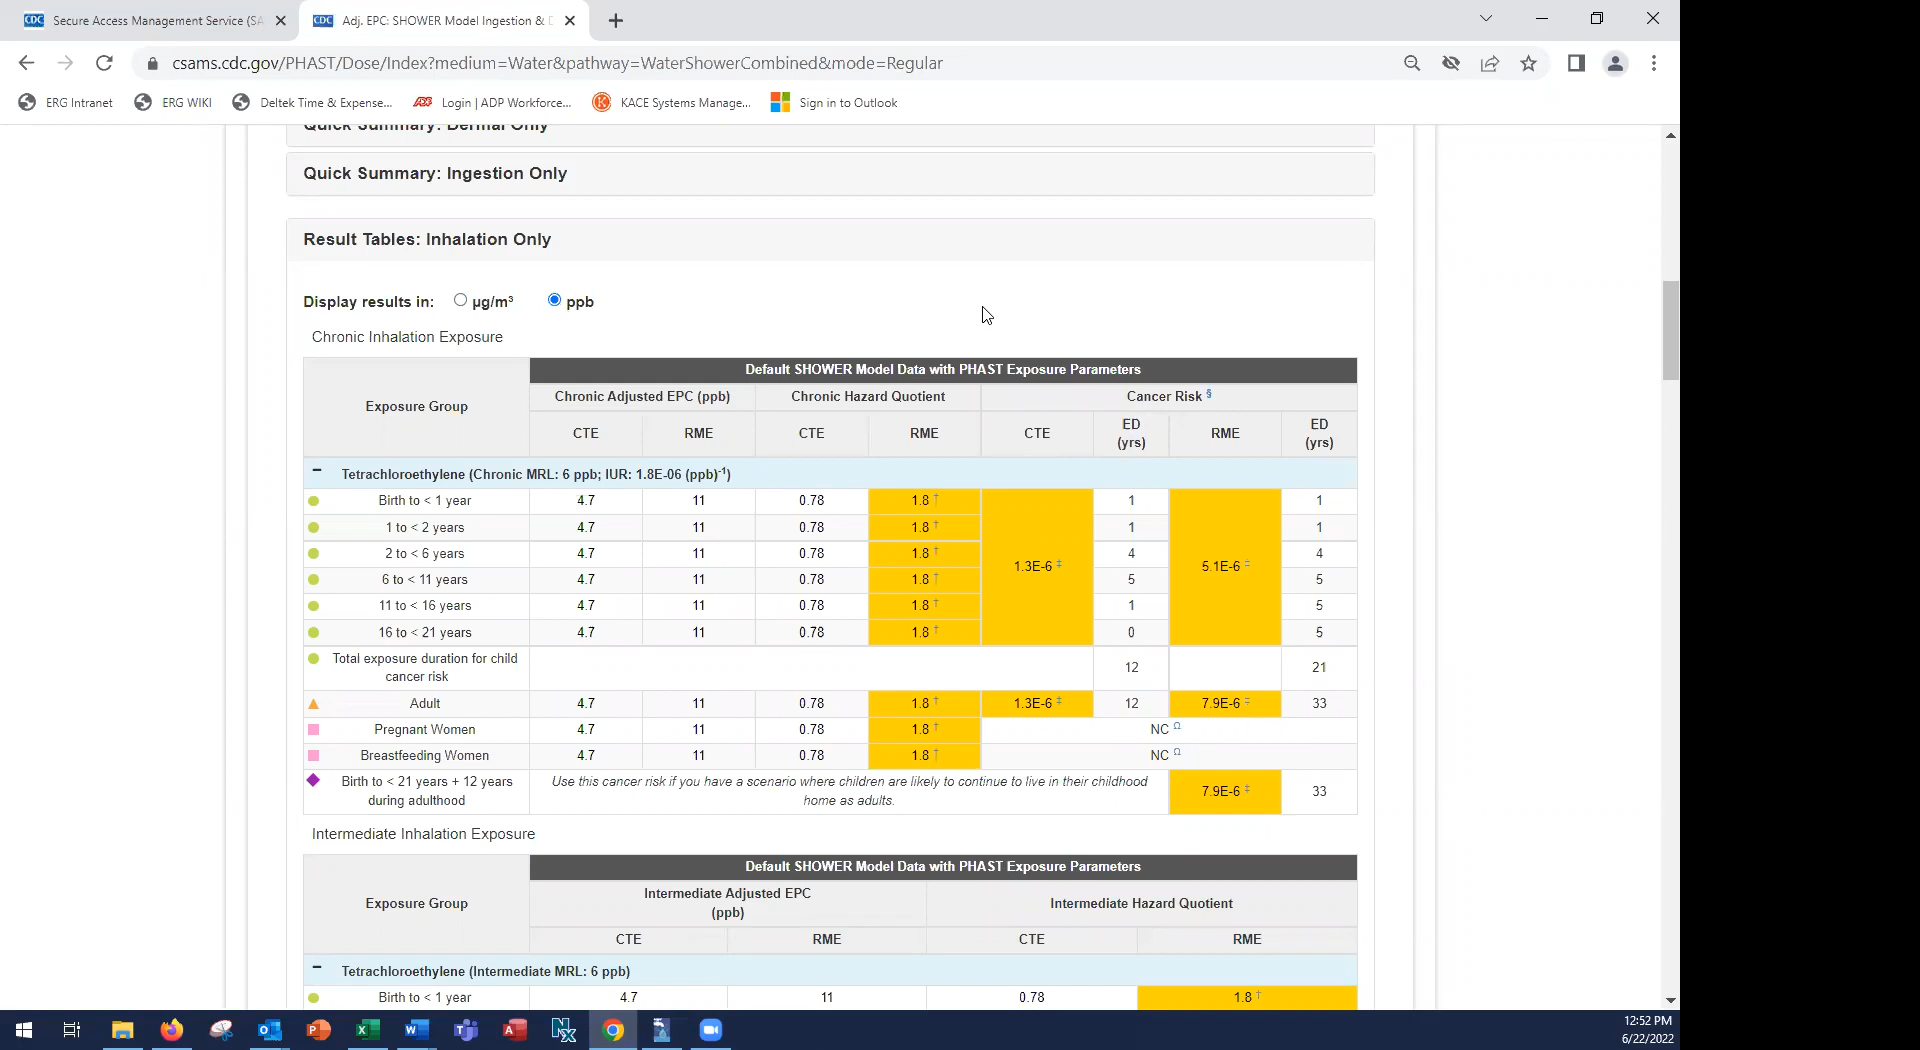 Secure Access Management Service (SA
Adj. EPC: SHOWER Model Ingestion &
csams.cdc.gov/PHAST/Dose/Index?medium=Water&pathway=WaterShowerCombined&mode=Regular
ERG Intranet ERG WIKI Deltek Time & Expense... Login | ADP Workforce... KACE Systems Manage... Sign in to Outlook
Quick Summary: Dermal Only
Quick Summary: Ingestion Only
Result Tables: Inhalation Only
Display results in: µg/m³ ppb
Chronic Inhalation Exposure
Default SHOWER Model Data with PHAST Exposure Parameters
Exposure Group Chronic Adjusted EPC (ppb) Chronic Hazard Quotient Cancer Risk §
CTE RME CTE RME CTE ED (yrs) RME ED (yrs)
Tetrachloroethylene (Chronic MRL: 6 ppb; IUR: 1.8E-06 (ppb)⁻¹)
Birth to < 1 year 4.7 11 0.78 1.8 † 1 1
1 to < 2 years 4.7 11 0.78 1.8 † 1 1
2 to < 6 years 4.7 11 0.78 1.8 † 1.3E-6 ‡ 4 5.1E-6 ‡ 4
6 to < 11 years 4.7 11 0.78 1.8 † 5 5
11 to < 16 years 4.7 11 0.78 1.8 † 1 5
16 to < 21 years 4.7 11 0.78 1.8 † 0 5
Total exposure duration for child
cancer risk 12 21
Adult 4.7 11 0.78 1.8 † 1.3E-6 ‡ 12 7.9E-6 ‡ 33
Pregnant Women 4.7 11 0.78 1.8 † NC Ω
Breastfeeding Women 4.7 11 0.78 1.8 † NC Ω
Birth to < 21 years + 12 years
during adulthood
Use this cancer risk if you have a scenario where children are likely to continue to live in their childhood
home as adults.
7.9E-6 ‡ 33
Intermediate Inhalation Exposure
Default SHOWER Model Data with PHAST Exposure Parameters
Exposure Group Intermediate Adjusted EPC
(ppb)
Intermediate Hazard Quotient
CTE RME CTE RME
Tetrachloroethylene (Intermediate MRL: 6 ppb)
Birth to < 1 year 4.7 11 0.78 1.8 †
12:52 PM
6/22/2022